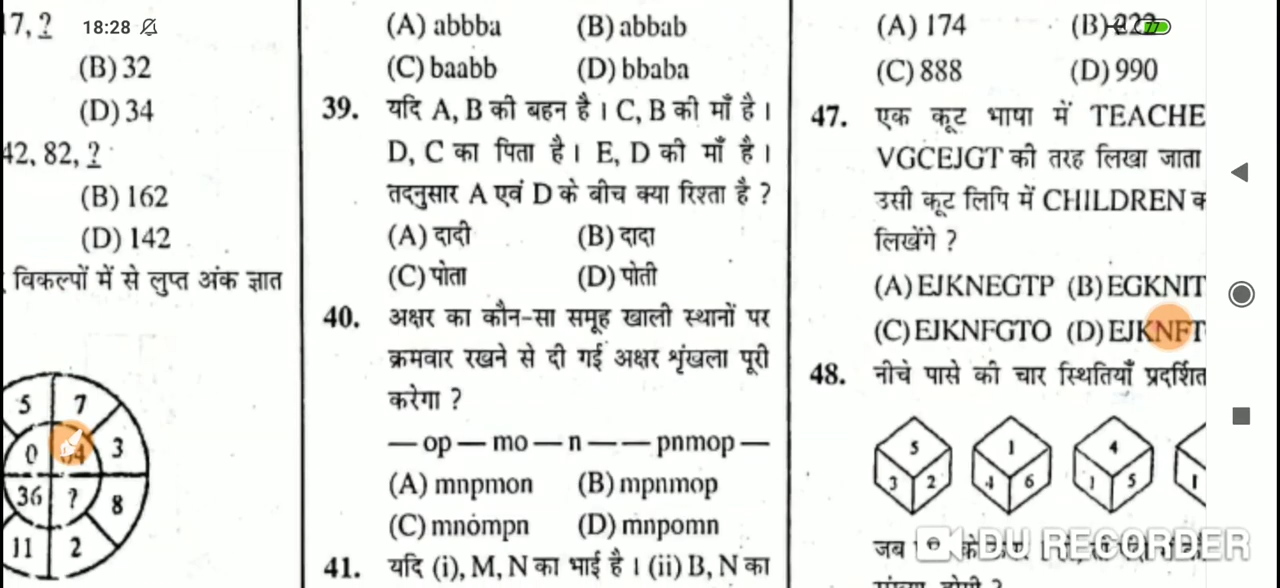 17, ?
18:28
(B) 32
(D) 34
42, 82, ?
(B) 162
(D) 142
विकल्पों में से लुप्त अंक ज्ञात
5 7
0 3
36 ? 8
11 2
(A) abbba (B) abbab
(C) baabb (D) bbaba
39. यदि A, B की बहन है। C, B की माँ है।
D, C का पिता है। E, D की माँ है।
तदनुसार A एवं D के बीच क्या रिश्ता है ?
(A) दादी (B) दादा
(C) पोता (D) पोती
40. अक्षर का कौन-सा समूह खाली स्थानों पर
क्रमवार रखने से दी गई अक्षर शृंखला पूरी
करेगा ?
— op — mo — n — — pnmop —
(A) mnpmon (B) mpnmop
(C) mnompn (D) mnpomn
41. यदि (i), M, N का भाई है। (ii) B, N का
(A) 174 (B) 222
77
(C) 888 (D) 990
47. एक कूट भाषा में TEACHE
VGCEJGT की तरह लिखा जाता
उसी कूट लिपि में CHILDREN
लिखेंगे ?
(A) EJKNEGTP (B) EGKNIT
(C) EJKNFGTO (D) EJKNFT
48. नीचे पासे की चार स्थितियाँ प्रदर्शित
5 1 4
3 2 4 6 1 5 1
जब
DU RECORDER